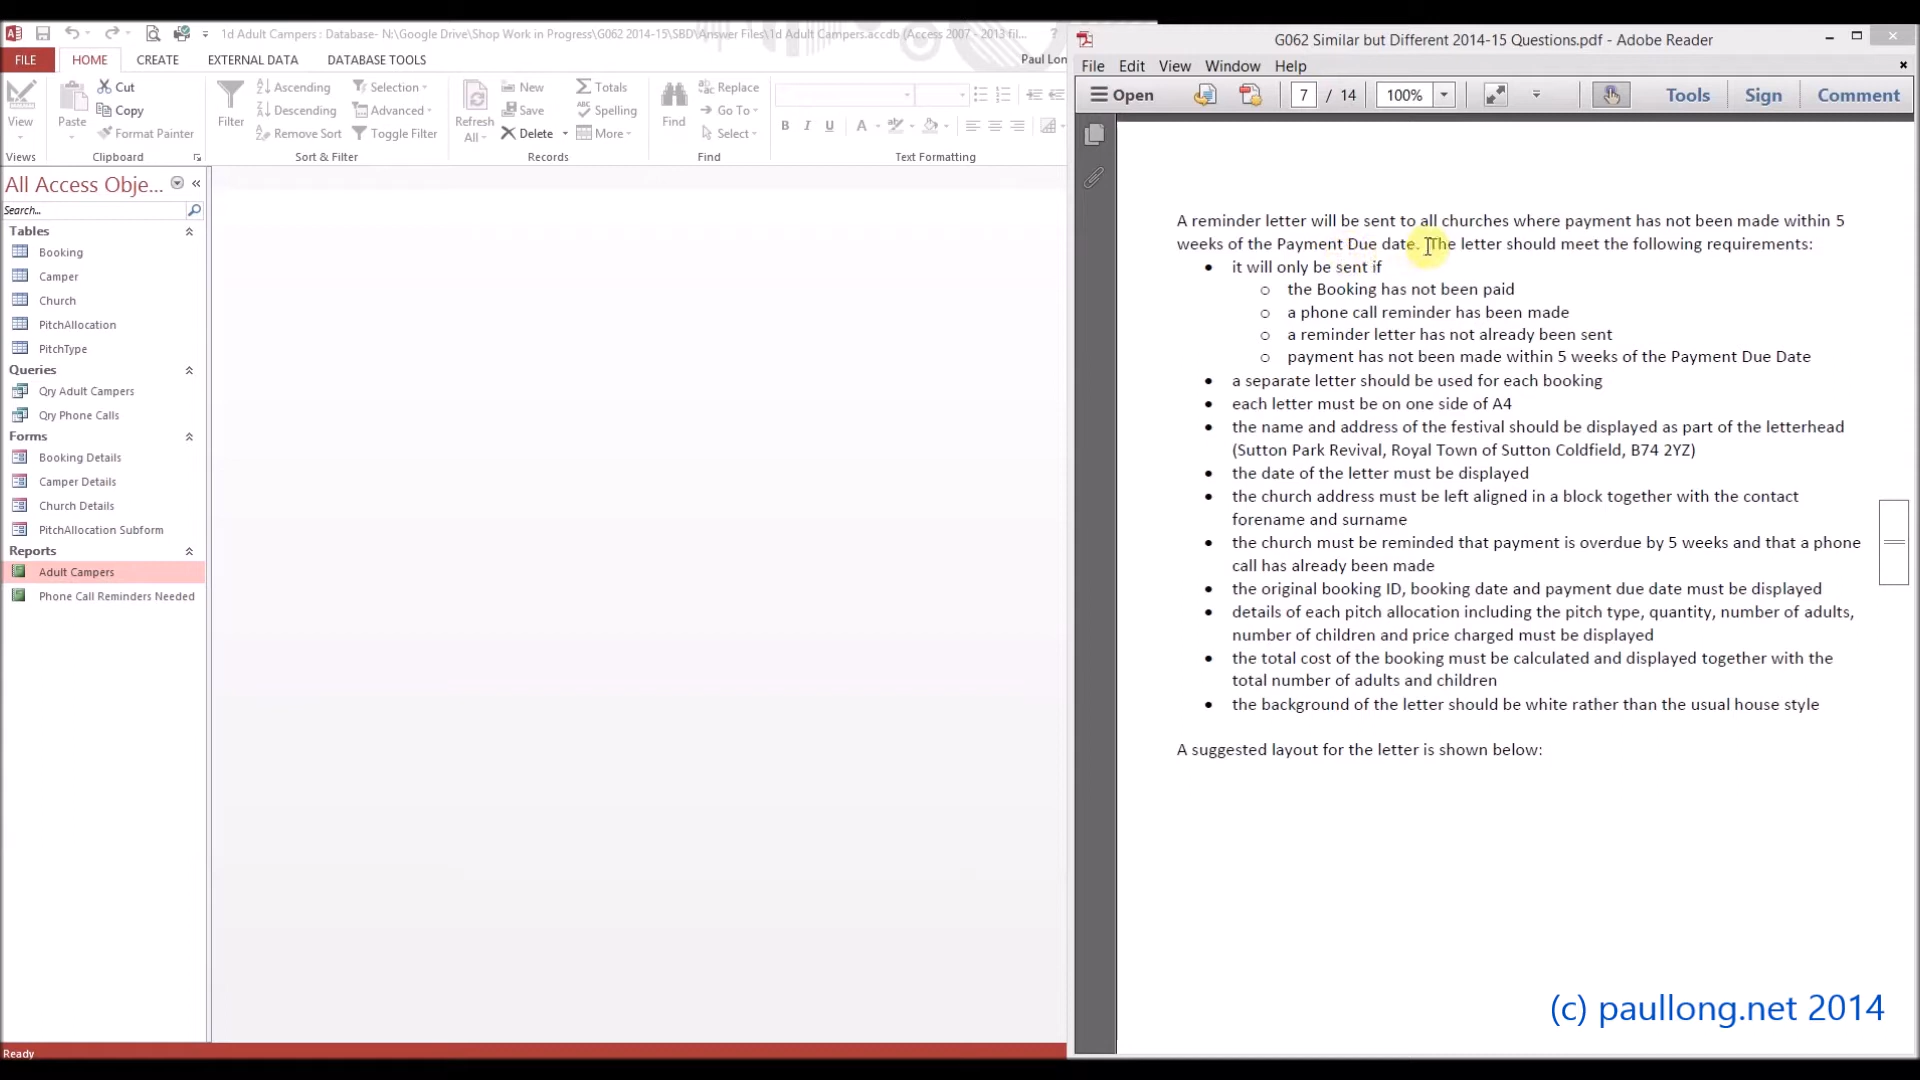 1d Adult Campers : Database- N:\Google Drive\Shop Work in Progress\G062 2014-15\SBD\Answer Files\1d Adult Campers.accdb (Access 2007 - 2013 fil...
?
FILE HOME CREATE EXTERNAL DATA DATABASE TOOLS
Paul Lon
View
Views
Paste
Cut
Copy
Format Painter
Clipboard
Filter
Ascending
Descending
Remove Sort
Selection
Advanced
Toggle Filter
Sort & Filter
Refresh
All
New
Save
Delete
Totals
Spelling
More
Records
Find
Replace
Go To
Select
Find
B I U A
Text Formatting
All Access Obje...
Search...
Tables
Booking
Camper
Church
PitchAllocation
PitchType
Queries
Qry Adult Campers
Qry Phone Calls
Forms
Booking Details
Camper Details
Church Details
PitchAllocation Subform
Reports
Adult Campers
Phone Call Reminders Needed
Ready
G062 Similar but Different 2014-15 Questions.pdf - Adobe Reader
File Edit View Window Help
Open 7 / 14 100% Tools Sign Comment
A reminder letter will be sent to all churches where payment has not been made within 5
weeks of the Payment Due date. The letter should meet the following requirements:
• it will only be sent if
o the Booking has not been paid
o a phone call reminder has been made
o a reminder letter has not already been sent
o payment has not been made within 5 weeks of the Payment Due Date
• a separate letter should be used for each booking
• each letter must be on one side of A4
• the name and address of the festival should be displayed as part of the letterhead
(Sutton Park Revival, Royal Town of Sutton Coldfield, B74 2YZ)
• the date of the letter must be displayed
• the church address must be left aligned in a block together with the contact
forename and surname
• the church must be reminded that payment is overdue by 5 weeks and that a phone
call has already been made
• the original booking ID, booking date and payment due date must be displayed
• details of each pitch allocation including the pitch type, quantity, number of adults,
number of children and price charged must be displayed
• the total cost of the booking must be calculated and displayed together with the
total number of adults and children
• the background of the letter should be white rather than the usual house style
A suggested layout for the letter is shown below:
(c) paullong.net 2014